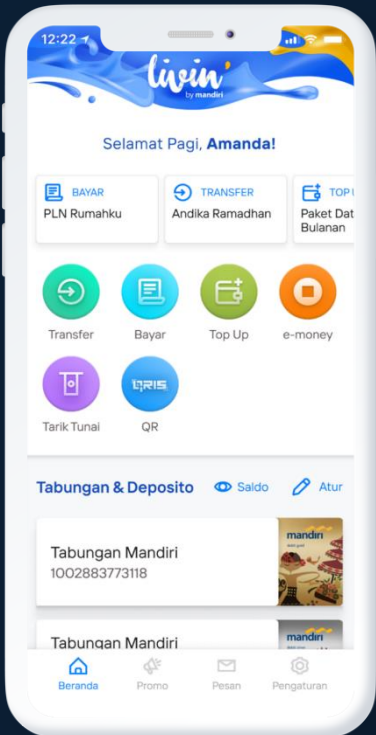 12:22
livin'
by mandiri
Selamat Pagi, Amanda!
BAYAR
PLN Rumahku
TRANSFER
Andika Ramadhan
TOP U
Paket Dat
Bulanan
Transfer
Bayar
Top Up
e-money
QRIS
Tarik Tunai
QR
Tabungan & Deposito
Saldo
Atur
Tabungan Mandiri
1002883773118
mandiri
Tabungan Mandiri
mandiri
Beranda
Promo
Pesan
Pengaturan